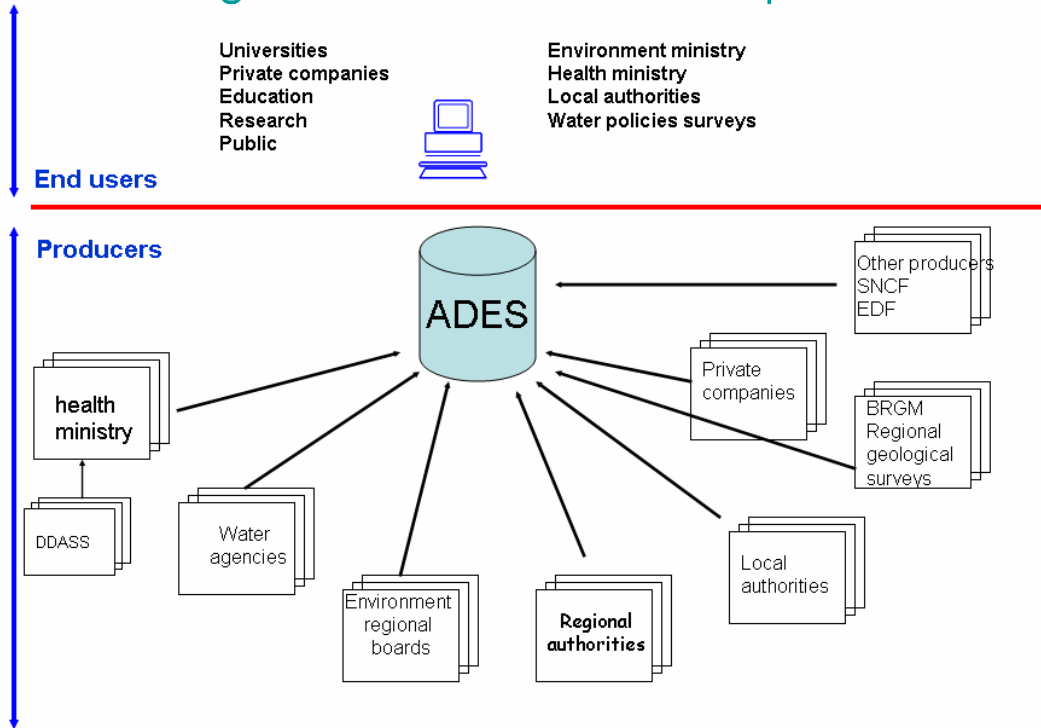 Universities
Private companies
Education
Research
Public
Environment ministry
Health ministry
Local authorities
Water policies surveys
End users
Producers
ADES
Other producers
SNCF
EDF
Private
companies
BRGM
Regional
geological
surveys
health
ministry
DDASS
Water
agencies
Environment
regional
boards
Regional
authorities
Local
authorities